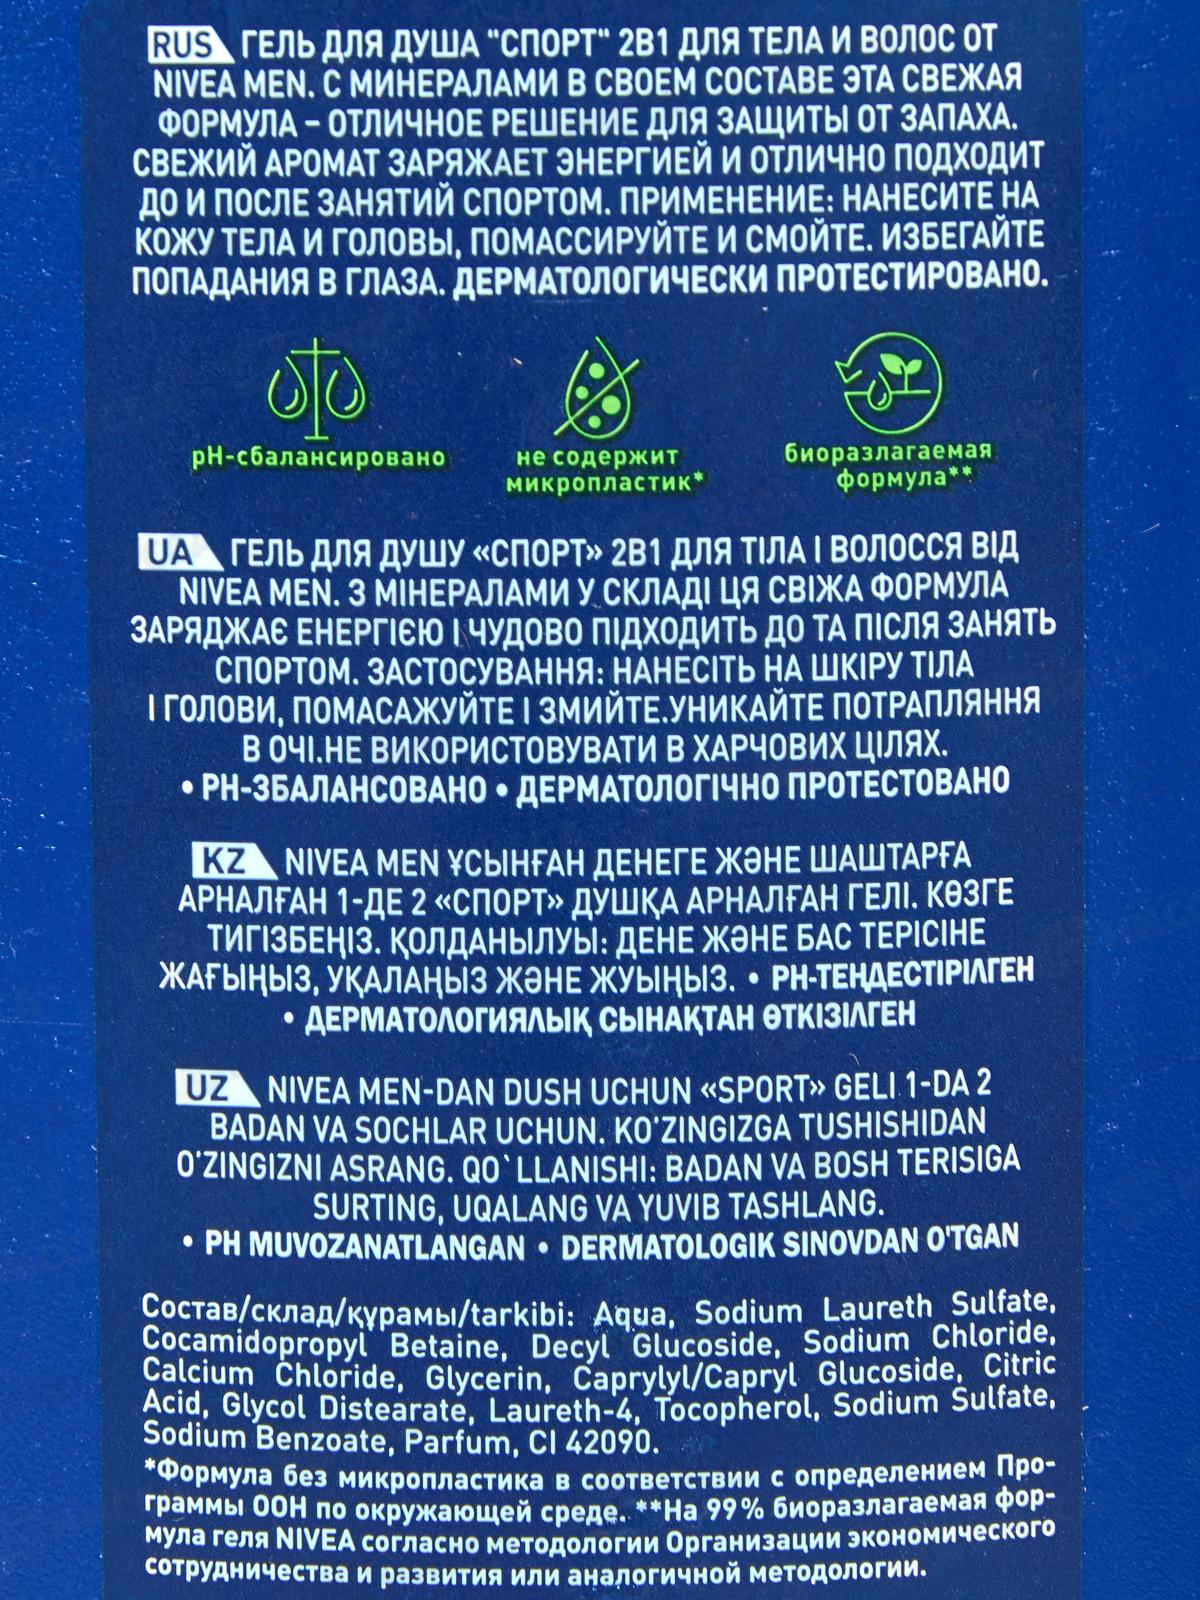 RUS ГЕЛЬ ДЛЯ ДУША "СПОРТ" 2В1 ДЛЯ ТЕЛА И ВОЛОС ОТ
NIVEA MEN. С МИНЕРАЛАМИ В СВОЕМ СОСТАВЕ ЭТА СВЕЖАЯ
ФОРМУЛА – ОТЛИЧНОЕ РЕШЕНИЕ ДЛЯ ЗАЩИТЫ ОТ ЗАПАХА.
СВЕЖИЙ АРОМАТ ЗАРЯЖАЕТ ЭНЕРГИЕЙ И ОТЛИЧНО ПОДХОДИТ
ДО И ПОСЛЕ ЗАНЯТИЙ СПОРТОМ. ПРИМЕНЕНИЕ: НАНЕСИТЕ НА
КОЖУ ТЕЛА И ГОЛОВЫ, ПОМАССИРУЙТЕ И СМОЙТЕ. ИЗБЕГАЙТЕ
ПОПАДАНИЯ В ГЛАЗА. ДЕРМАТОЛОГИЧЕСКИ ПРОТЕСТИРОВАНО.
pH-сбалансировано
не содержит
микропластик*
биоразлагаемая
формула**
UA ГЕЛЬ ДЛЯ ДУШУ «СПОРТ» 2В1 ДЛЯ ТІЛА І ВОЛОССЯ ВІД
NIVEA MEN. З МІНЕРАЛАМИ У СКЛАДІ ЦЯ СВІЖА ФОРМУЛА
ЗАРЯДЖАЄ ЕНЕРГІЄЮ І ЧУДОВО ПІДХОДИТЬ ДО ТА ПІСЛЯ ЗАНЯТЬ
СПОРТОМ. ЗАСТОСУВАННЯ: НАНЕСІТЬ НА ШКІРУ ТІЛА
І ГОЛОВИ, ПОМАСАЖУЙТЕ І ЗМИЙТЕ.УНИКАЙТЕ ПОТРАПЛЯННЯ
В ОЧІ.НЕ ВИКОРИСТОВУВАТИ В ХАРЧОВИХ ЦІЛЯХ.
• PH-ЗБАЛАНСОВАНО • ДЕРМАТОЛОГІЧНО ПРОТЕСТОВАНО
KZ NIVEA MEN ҰСЫНҒАН ДЕНЕГЕ ЖӘНЕ ШАШТАРҒА
АРНАЛҒАН 1-ДЕ 2 «СПОРТ» ДУШҚА АРНАЛҒАН ГЕЛІ. КӨЗГЕ
ТИГІЗБЕҢІЗ. ҚОЛДАНЫЛУЫ: ДЕНЕ ЖӘНЕ БАС ТЕРІСІНЕ
ЖАҒЫҢЫЗ, УҚАЛАҢЫЗ ЖӘНЕ ЖУЫҢЫЗ. • PH-ТЕҢДЕСТІРІЛГЕН
• ДЕРМАТОЛОГИЯЛЫҚ СЫНАҚТАН ӨТКІЗІЛГЕН
UZ NIVEA MEN-DAN DUSH UCHUN «SPORT» GELI 1-DA 2
BADAN VA SOCHLAR UCHUN. KO'ZINGIZGA TUSHISHIDAN
O'ZINGIZNI ASRANG. QO`LLANISHI: BADAN VA BOSH TERISIGA
SURTING, UQALANG VA YUVIB TASHLANG.
• PH MUVOZANATLANGAN • DERMATOLOGIK SINOVDAN O'TGAN
Состав/склад/құрамы/tarkibi: Aqua, Sodium Laureth Sulfate,
Cocamidopropyl Betaine, Decyl Glucoside, Sodium Chloride,
Calcium Chloride, Glycerin, Caprylyl/Capryl Glucoside, Citric
Acid, Glycol Distearate, Laureth-4, Tocopherol, Sodium Sulfate,
Sodium Benzoate, Parfum, CI 42090.
*Формула без микропластика в соответствии с определением Про-
граммы ООН по окружающей среде. **На 99% биоразлагаемая фор-
мула геля NIVEA согласно методологии Организации экономического
сотрудничества и развития или аналогичной методологии.